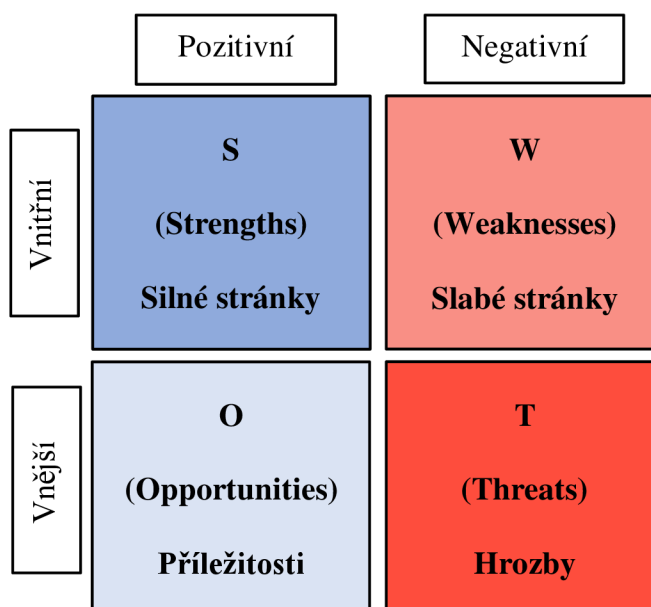 Pozitivní
Negativní
Vnitřní
S
(Strengths)
Silné stránky
W
(Weaknesses)
Slabé stránky
Vnější
O
(Opportunities)
Příležitosti
T
(Threats)
Hrozby